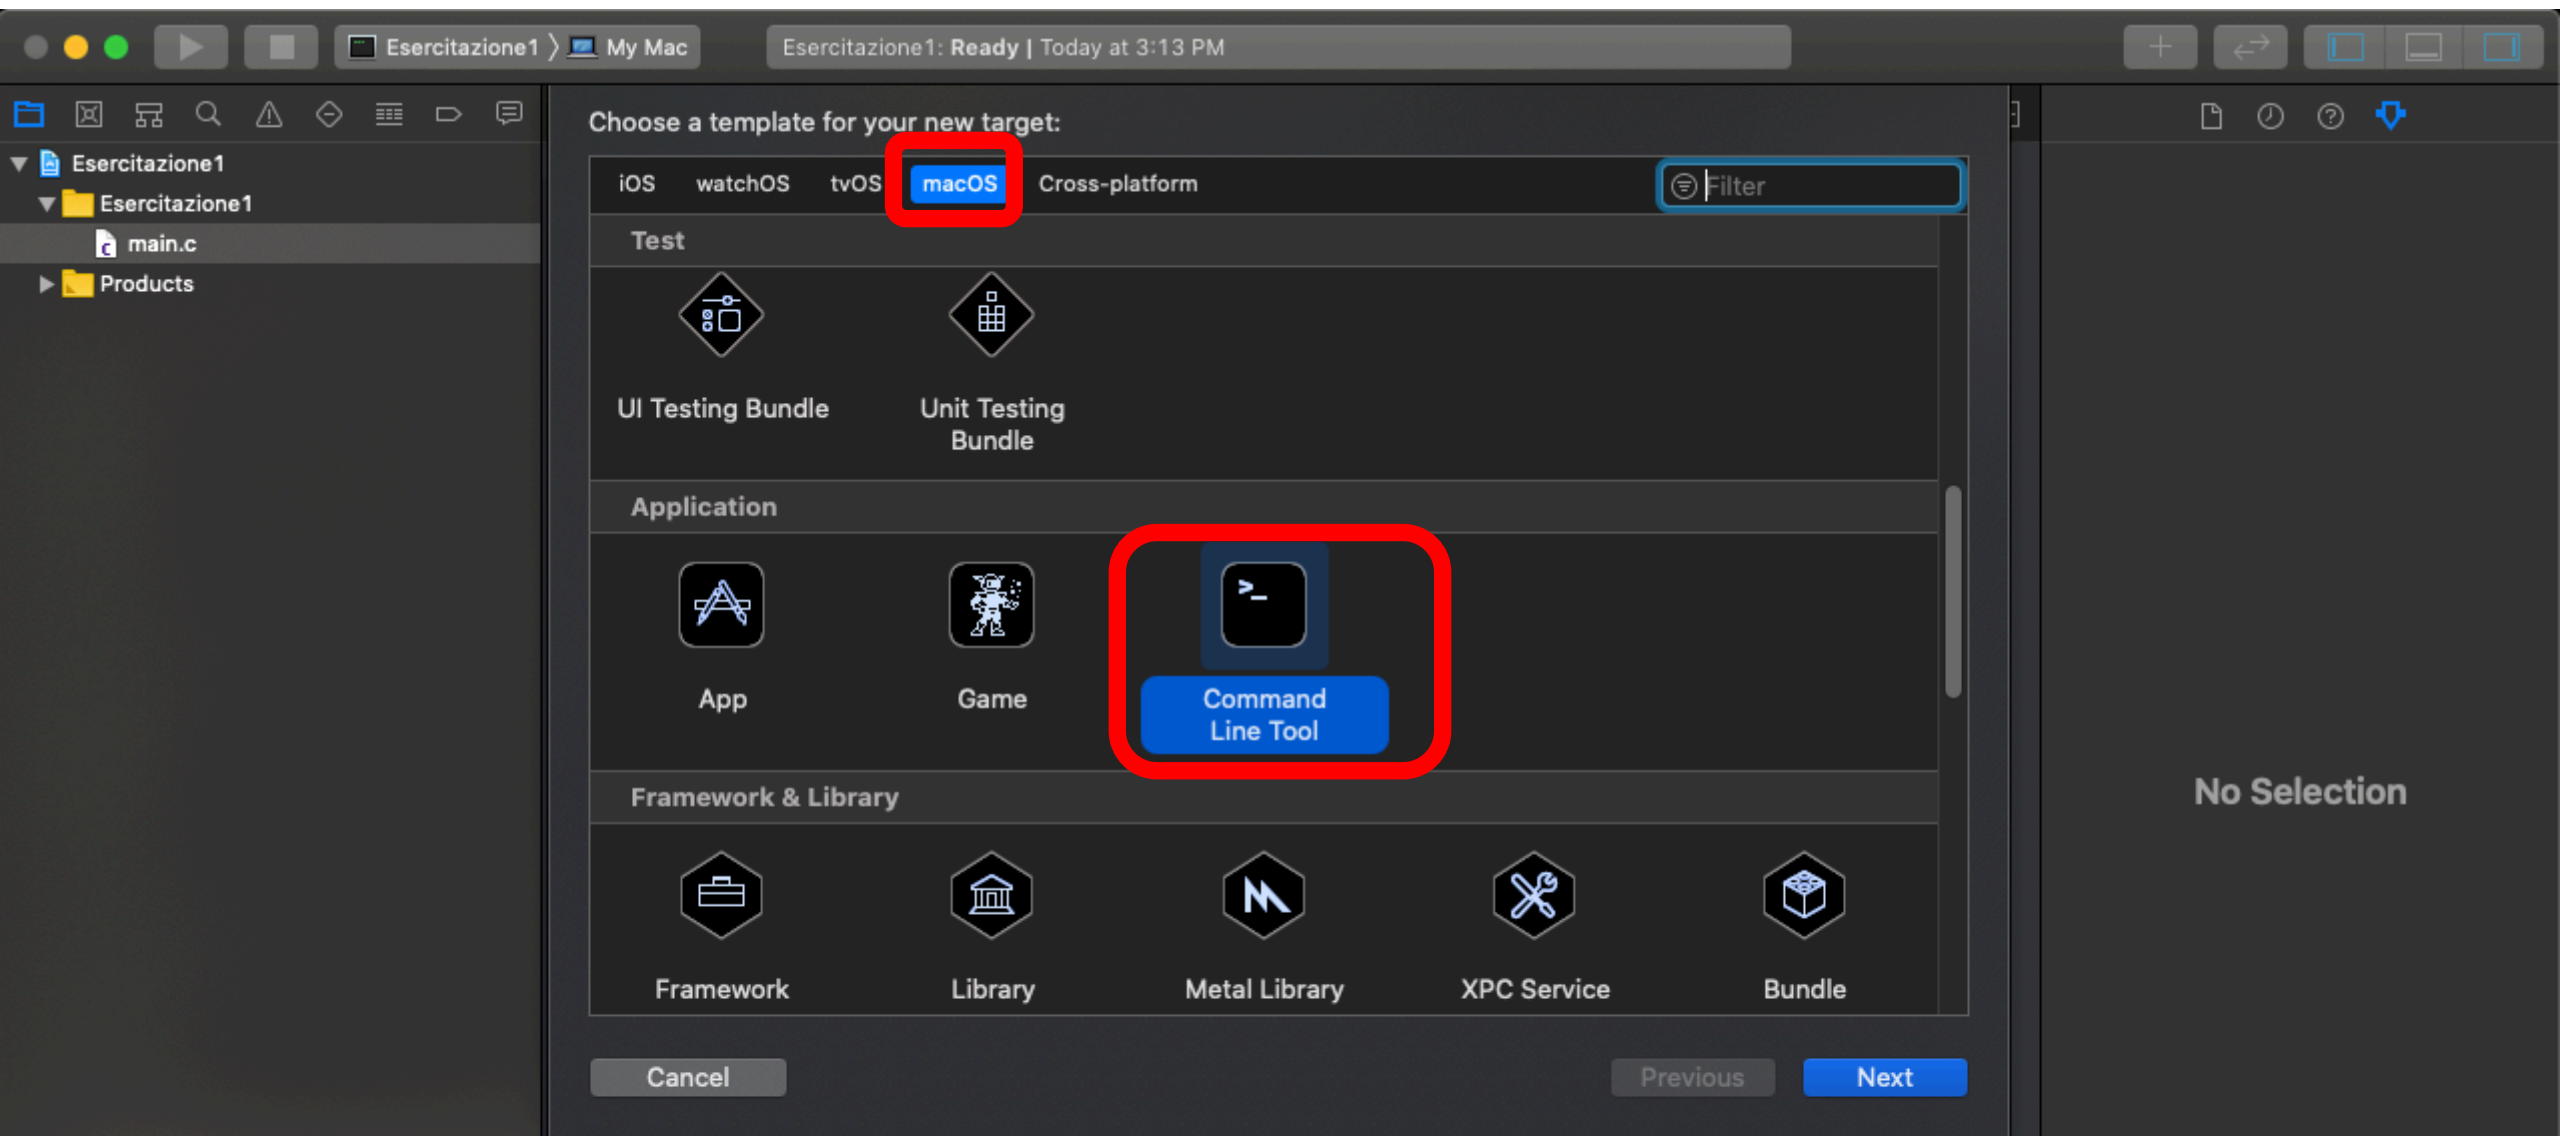 Esercitazione1 〉 My Mac
Esercitazione1: Ready | Today at 3:13 PM
Esercitazione1
Esercitazione1
main.c
Products
Choose a template for your new target:
iOS watchOS tvOS macOS Cross-platform
Filter
Test
UI Testing Bundle
Unit Testing
Bundle
Application
App
Game
Command
Line Tool
Framework & Library
Framework
Library
Metal Library
XPC Service
Bundle
Cancel
Previous
Next
No Selection